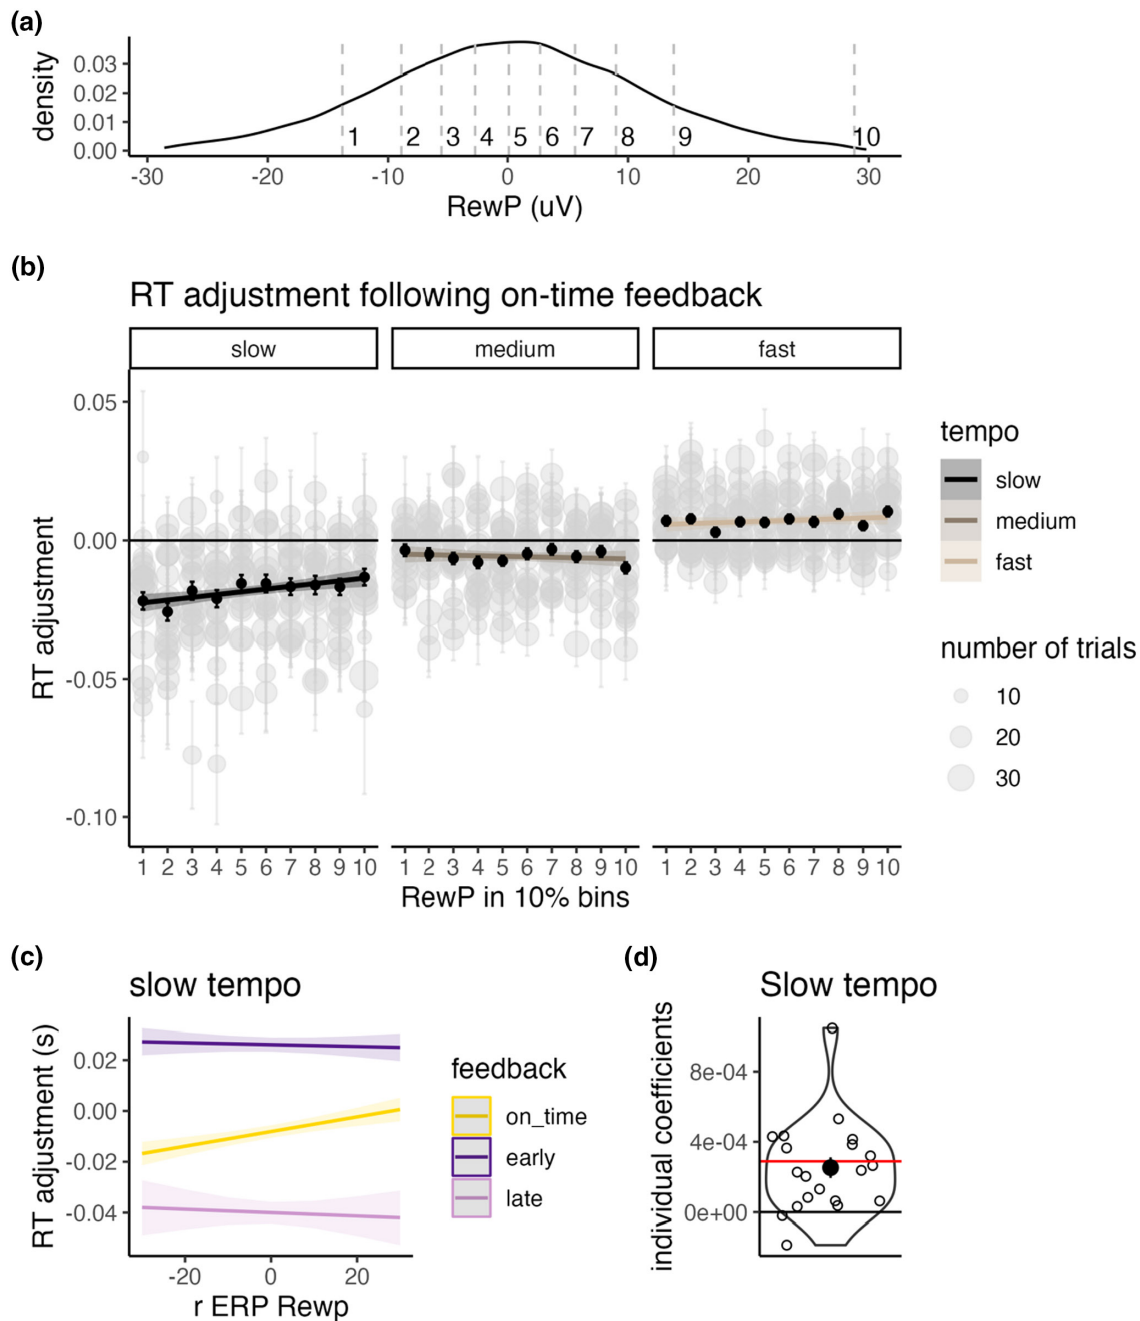 (a)
density
0.03
0.02
0.01
0.00
1 2 3 4 5 6 7 8 9 10
-30 -20 -10 0 10 20 30
RewP (uV)
(b)
RT adjustment following on-time feedback
slow medium fast
RT adjustment
0.05
0.00
-0.05
-0.10
1 2 3 4 5 6 7 8 9 10 1 2 3 4 5 6 7 8 9 10 1 2 3 4 5 6 7 8 9 10
RewP in 10% bins
tempo
slow
medium
fast
number of trials
10
20
30
(c)
slow tempo
RT adjustment (s)
0.02
0.00
-0.02
-0.04
-20 0 20
r ERP Rewp
feedback
on_time
early
late
(d)
Slow tempo
individual coefficients
8e-04
4e-04
0e+00